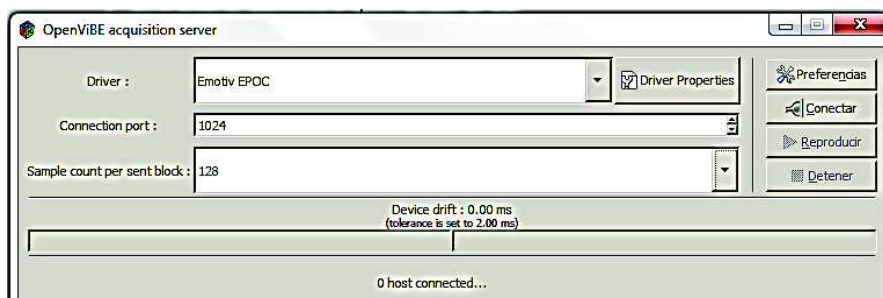 OpenViBE acquisition server
Driver : Emotiv EPOC Driver Properties Preferencias
Connection port : 1024 Conectar
Reproducir
Sample count per sent block : 128 Detener
Device drift : 0.00 ms
(tolerance is set to 2.00 ms)
0 host connected...